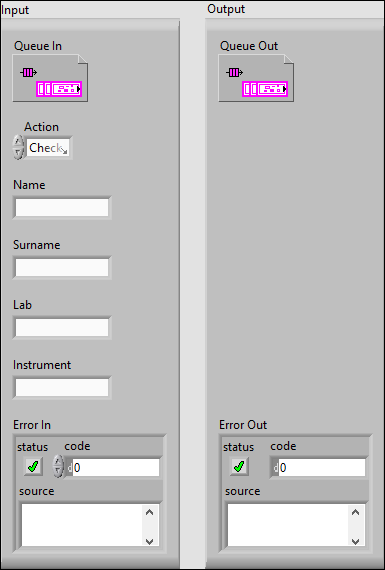 Input
Queue In
Action
Check
Name
Surname
Lab
Instrument
Error In
status
code
d
0
source
Output
Queue Out
Error Out
status
code
d
0
source